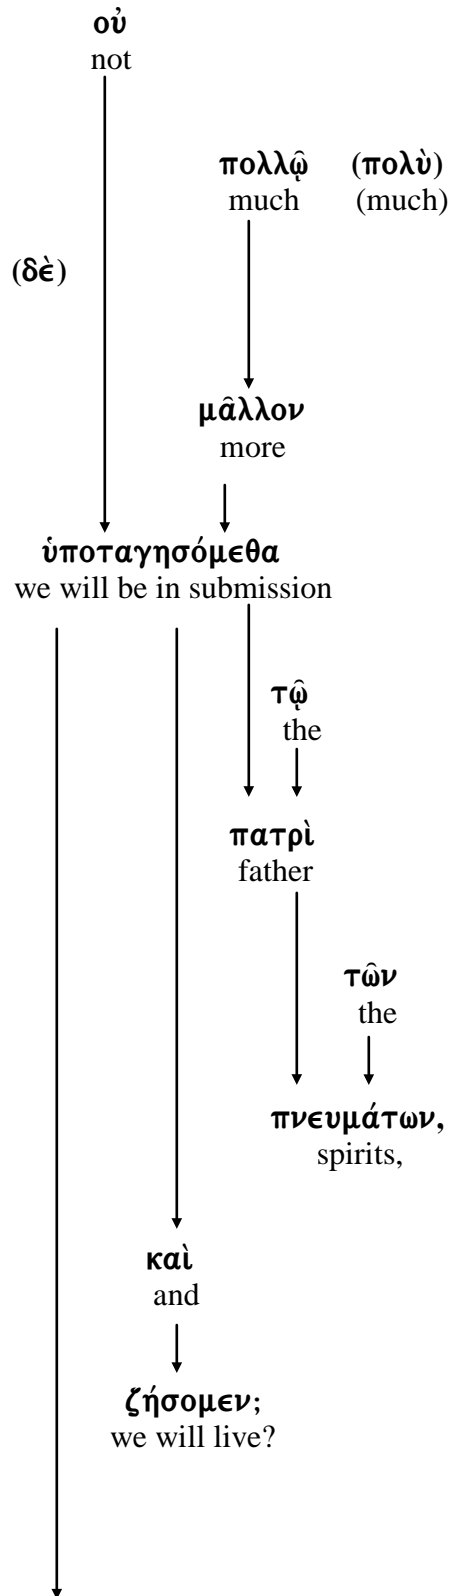 οὐ
not
πολλῷ (πολὺ)
much (much)
(δὲ)
μᾶλλον
more
ὑποταγησόμεθα
we will be in submission
τῷ
the
πατρὶ
father
τῶν
the
πνευμάτων,
spirits,
καὶ
and
ζήσομεν;
we will live?